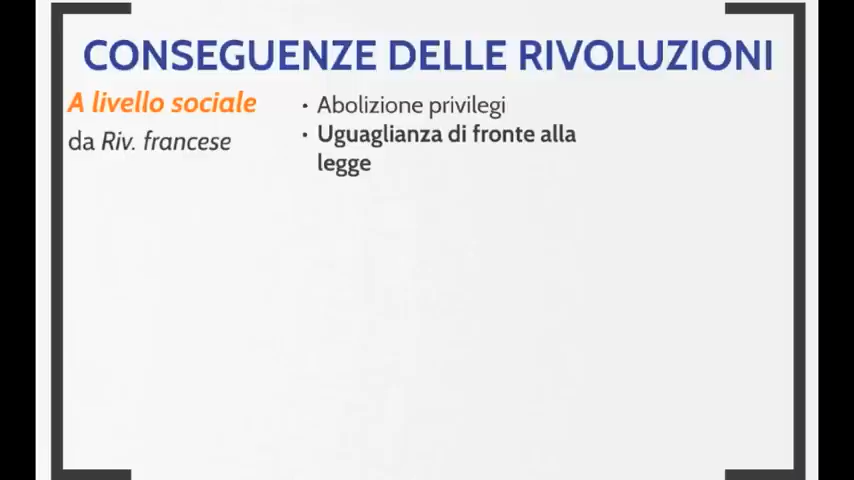 CONSEGUENZE DELLE RIVOLUZIONI
A livello sociale
da Riv. francese
• Abolizione privilegi
• Uguaglianza di fronte alla
legge